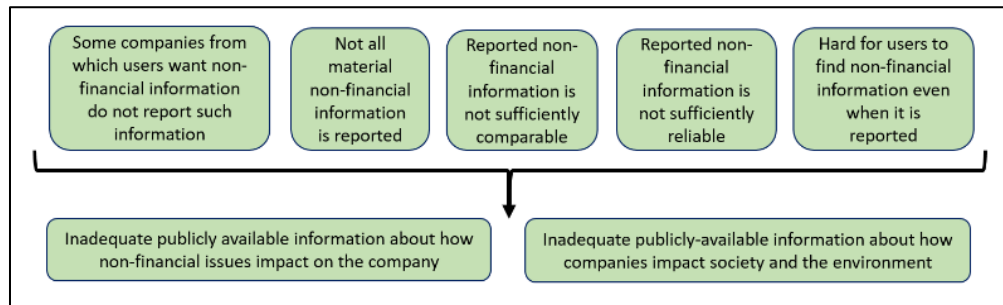 Some companies from
which users want non-
financial information
do not report such
information
Not all
material
non-financial
information
is reported
Reported non-
financial
information is
not sufficiently
comparable
Reported non-
financial
information is
not sufficiently
reliable
Hard for users to
find non-financial
information even
when it is
reported
Inadequate publicly available information about how
non-financial issues impact on the company
Inadequate publicly-available information about how
companies impact society and the environment